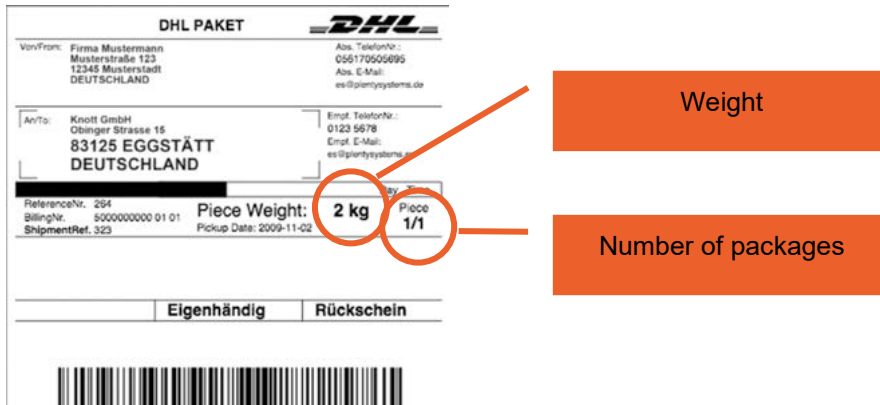 DHL PAKET
DHL
Von/From:
Firma Mustermann
Musterstraße 123
12345 Musterstadt
DEUTSCHLAND
Abs. TelefonNr.:
056170505695
Abs. E-Mail:
es@plentysystems.de
An/To:
Knott GmbH
Obinger Strasse 15
83125 EGGSTÄTT
DEUTSCHLAND
Empf. TelefonNr.:
0123 5678
Empf. E-Mail:
Day Time
ReferenceNr. 264
BillingNr. 5000000000 01 01
ShipmentRef. 323
Piece Weight:
Pickup Date: 2009-11-02
2 kg
Piece
1/1
Eigenhändig
Rückschein
Weight
Number of packages